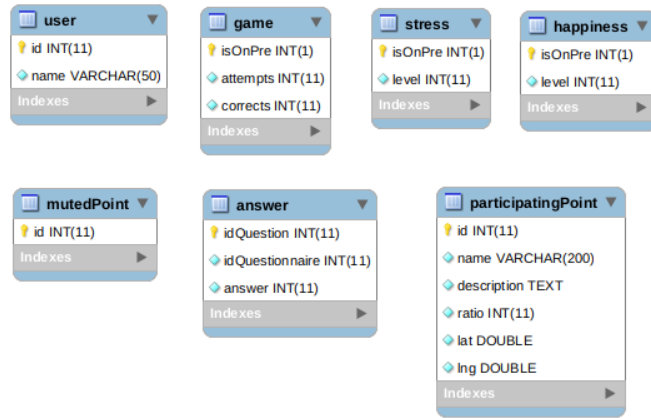 user
id INT(11)
name VARCHAR(50)
Indexes
game
isOnPre INT(1)
attempts INT(11)
corrects INT(11)
Indexes
stress
isOnPre INT(1)
level INT(11)
Indexes
happiness
isOnPre INT(1)
level INT(11)
Indexes
mutedPoint
id INT(11)
Indexes
answer
idQuestion INT(11)
idQuestionnaire INT(11)
answer INT(11)
Indexes
participatingPoint
id INT(11)
name VARCHAR(200)
description TEXT
ratio INT(11)
lat DOUBLE
lng DOUBLE
Indexes